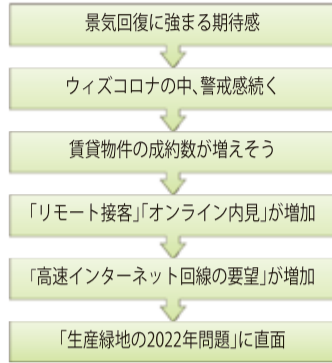 景気回復に強まる期待感
ウィズコロナの中、警戒感続く
賃貸物件の成約数が増えそう
「リモート接客」「オンライン内見」が増加
「高速インターネット回線の要望」が増加
「生産緑地の2022年問題」に直面